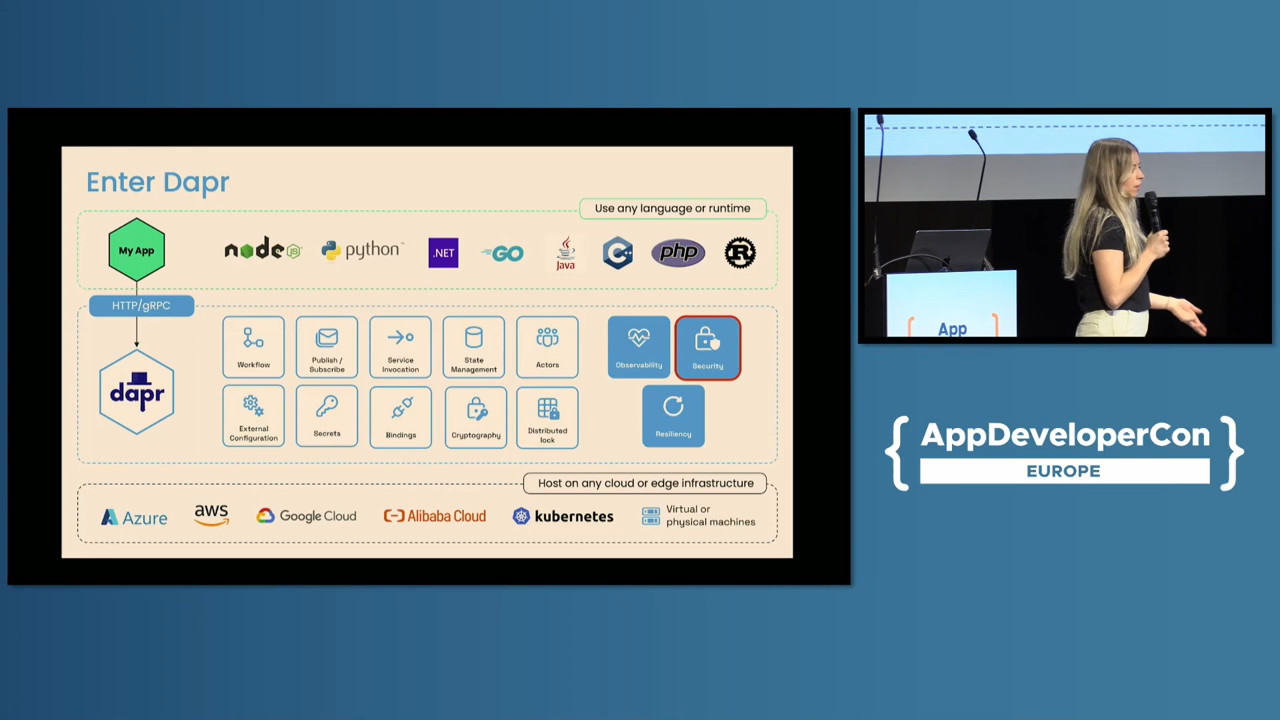 Enter Dapr
Use any language or runtime
My App
node JS
python
.NET
GO
Java
C
php
R
HTTP/gRPC
dapr
Workflow
Publish /
Subscribe
Service
Invocation
State
Management
Actors
Observability
Security
External
Configuration
Secrets
Bindings
Cryptography
Distributed
lock
Resiliency
Host on any cloud or edge infrastructure
Azure
aws
Google Cloud
Alibaba Cloud
kubernetes
Virtual or
physical machines
App
{ AppDeveloperCon }
EUROPE